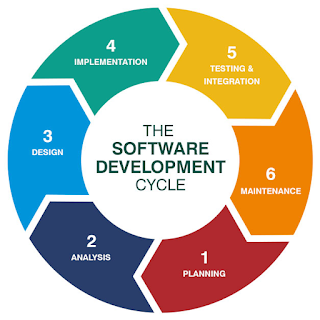 THE
SOFTWARE
DEVELOPMENT
CYCLE
1
PLANNING
2
ANALYSIS
3
DESIGN
4
IMPLEMENTATION
5
TESTING &
INTEGRATION
6
MAINTENANCE